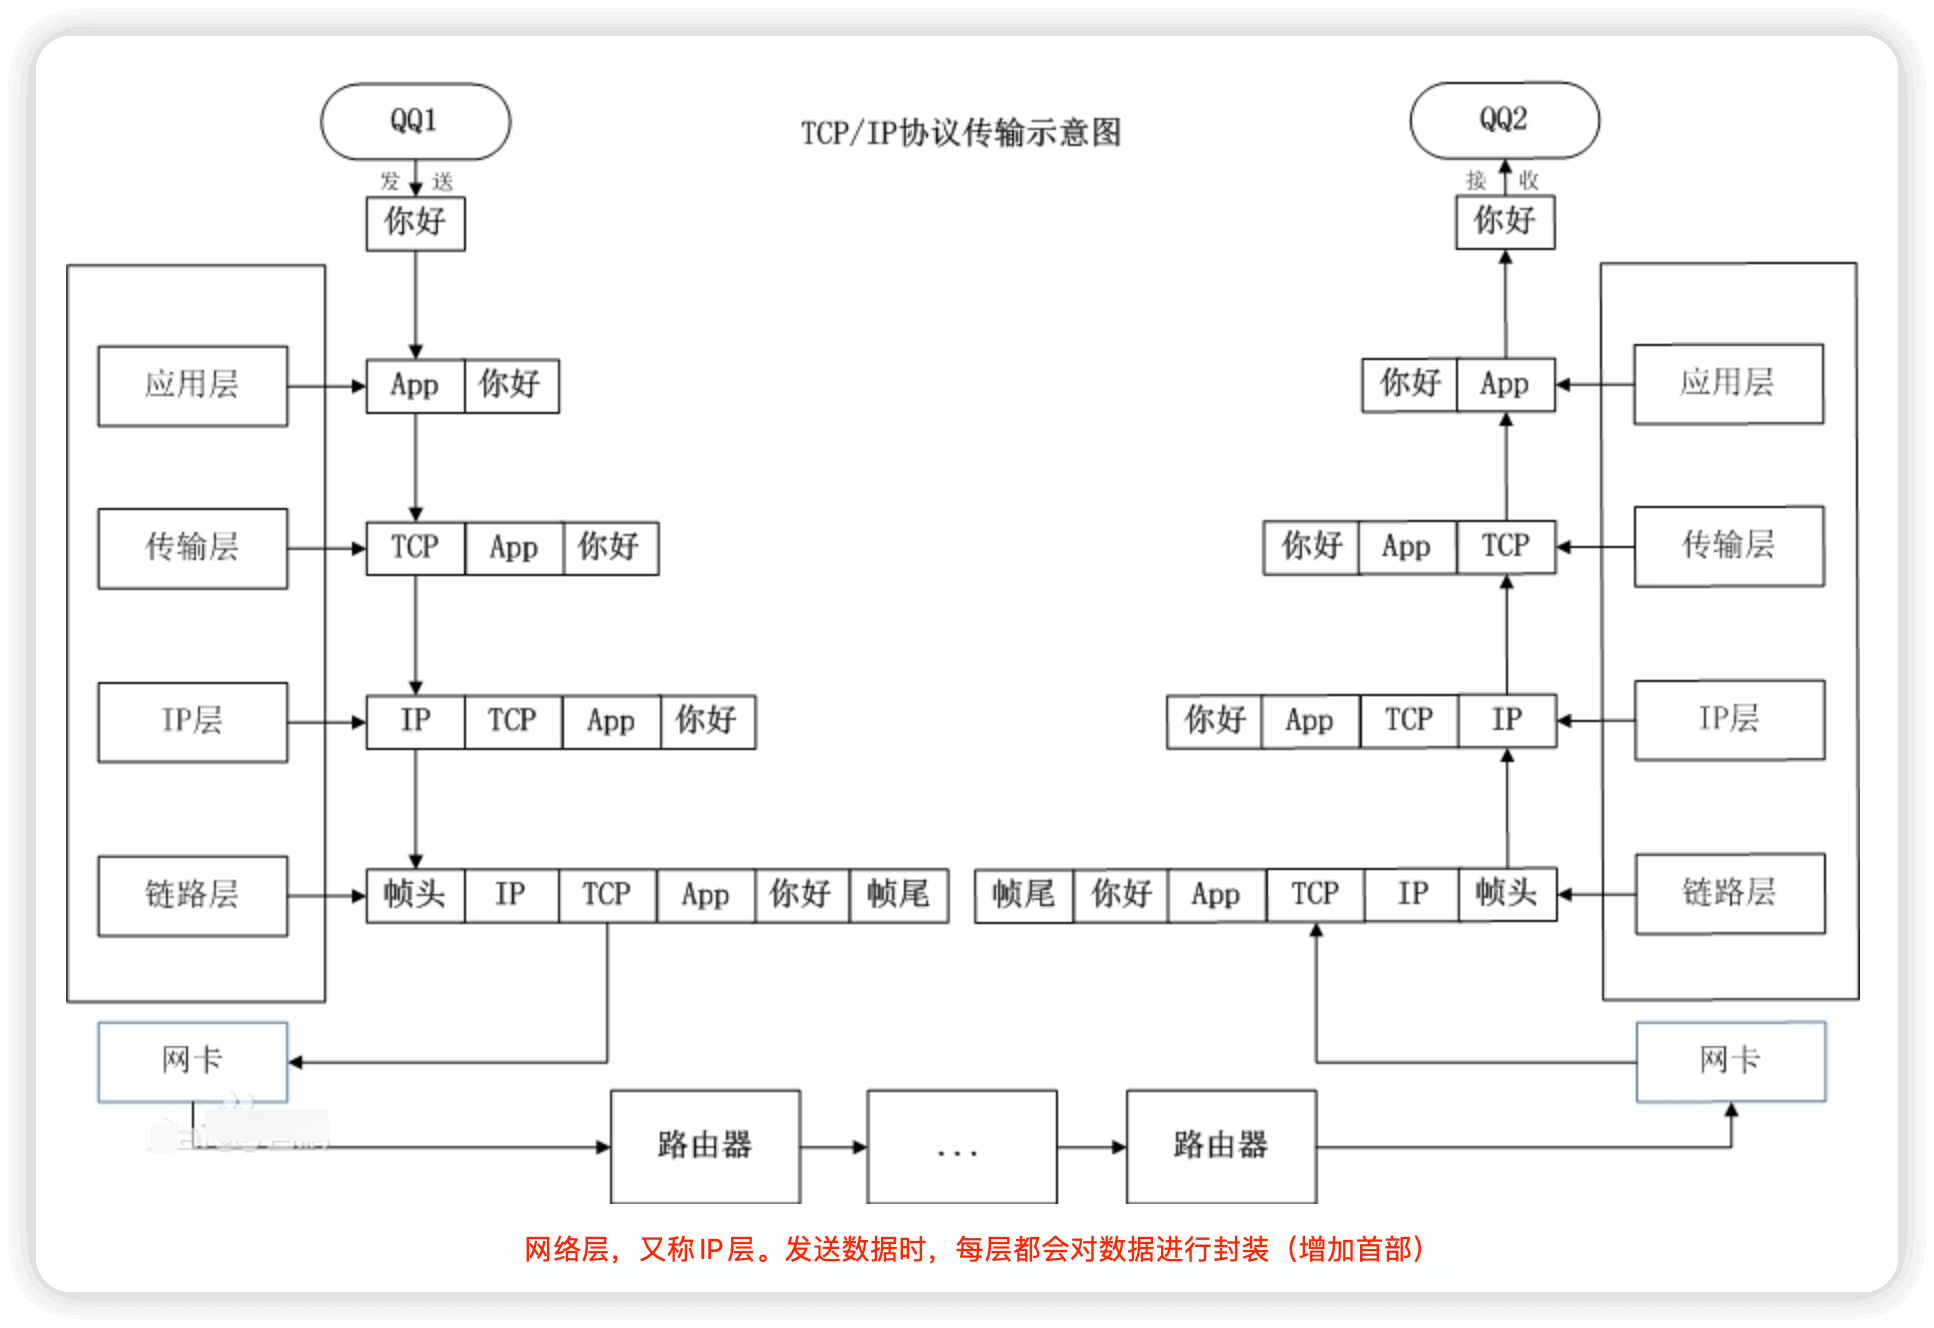 QQ1
TCP/IP协议传输示意图
QQ2
发送
接收
你好
你好
应用层
App 你好
你好 App
应用层
传输层
TCP App 你好
你好 App TCP
传输层
IP层
IP TCP App 你好
你好 App TCP IP
IP层
链路层
帧头 IP TCP App 你好 帧尾
帧尾 你好 App TCP IP 帧头
链路层
网卡
网卡
路由器
...
路由器
网络层，又称IP层。发送数据时，每层都会对数据进行封装（增加首部）